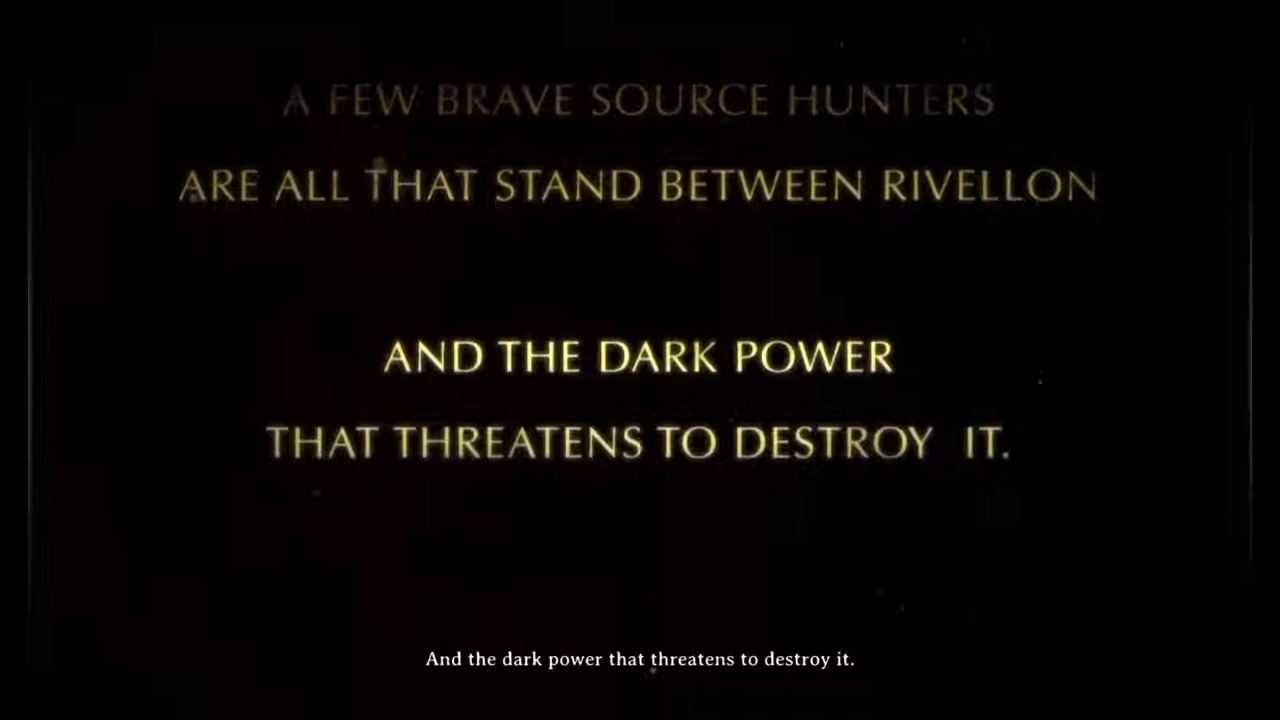 A FEW BRAVE SOURCE HUNTERS
ARE ALL THAT STAND BETWEEN RIVELLON
AND THE DARK POWER
THAT THREATENS TO DESTROY IT.
And the dark power that threatens to destroy it.